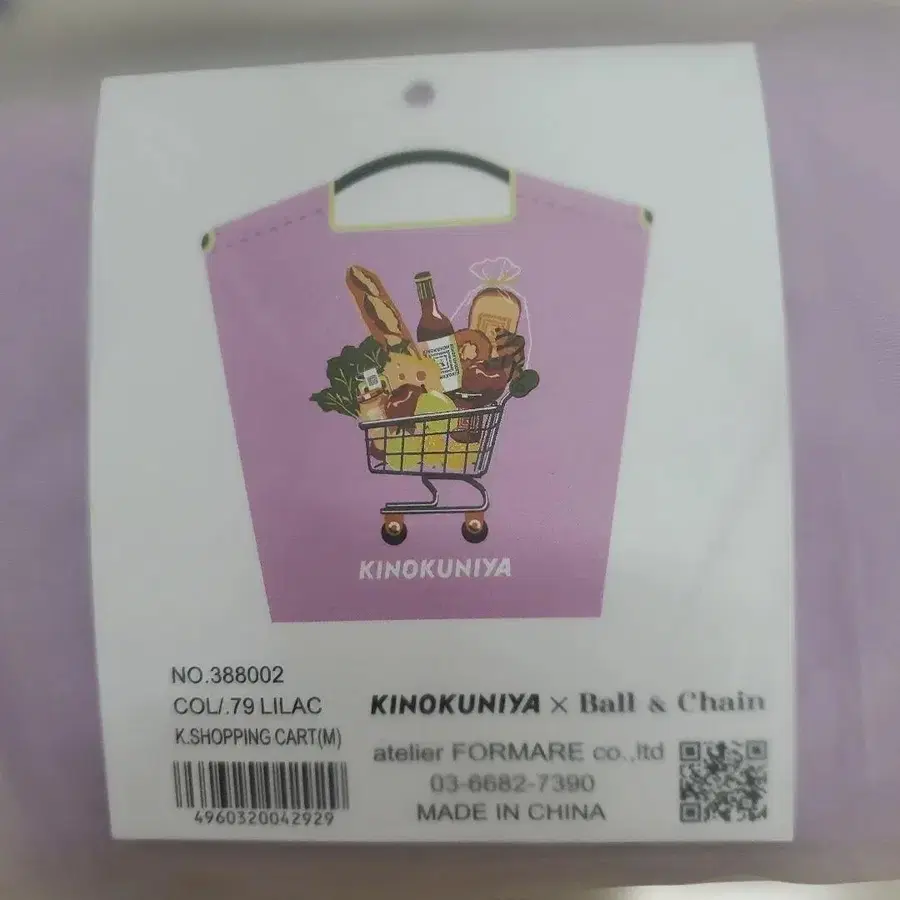 KINOKUNIYA
NO.388002
COL/.79 LILAC
K.SHOPPING CART(M)
4960320042929
KINOKUNIYA × Ball & Chain
atelier FORMARE co.,ltd
03-6682-7390
MADE IN CHINA